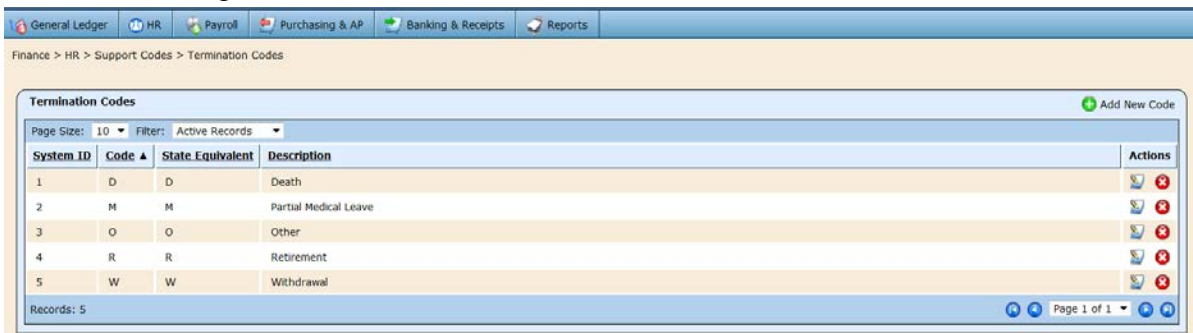 General Ledger HR Payroll Purchasing & AP Banking & Receipts Reports
Finance > HR > Support Codes > Termination Codes
Termination Codes Add New Code
Page Size: 10 Filter: Active Records
System ID Code ▲ State Equivalent Description Actions
1 D D Death
2 M M Partial Medical Leave
3 O O Other
4 R R Retirement
5 W W Withdrawal
Records: 5 Page 1 of 1